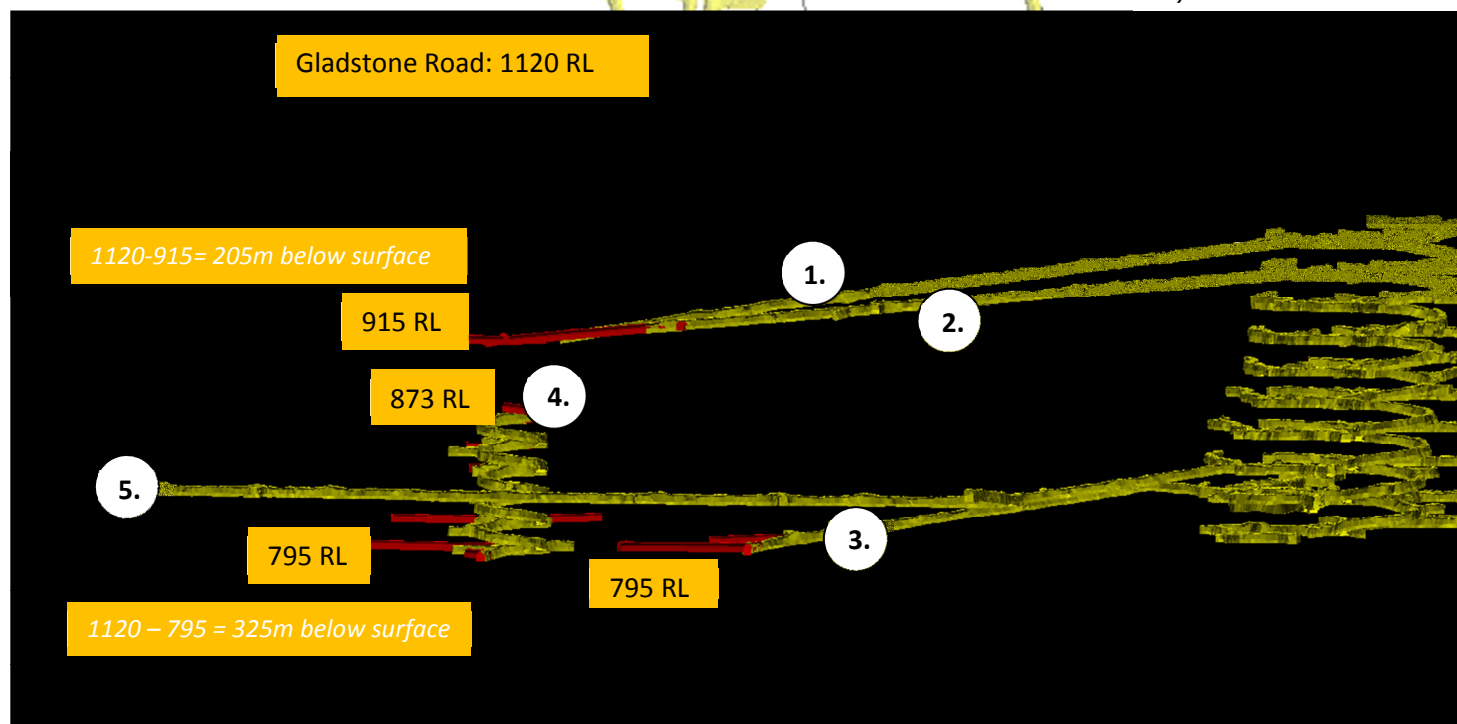 Gladstone Road: 1120 RL
1120-915= 205m below surface
1.
915 RL
2.
873 RL
4.
5.
3.
795 RL
795 RL
1120 – 795 = 325m below surface